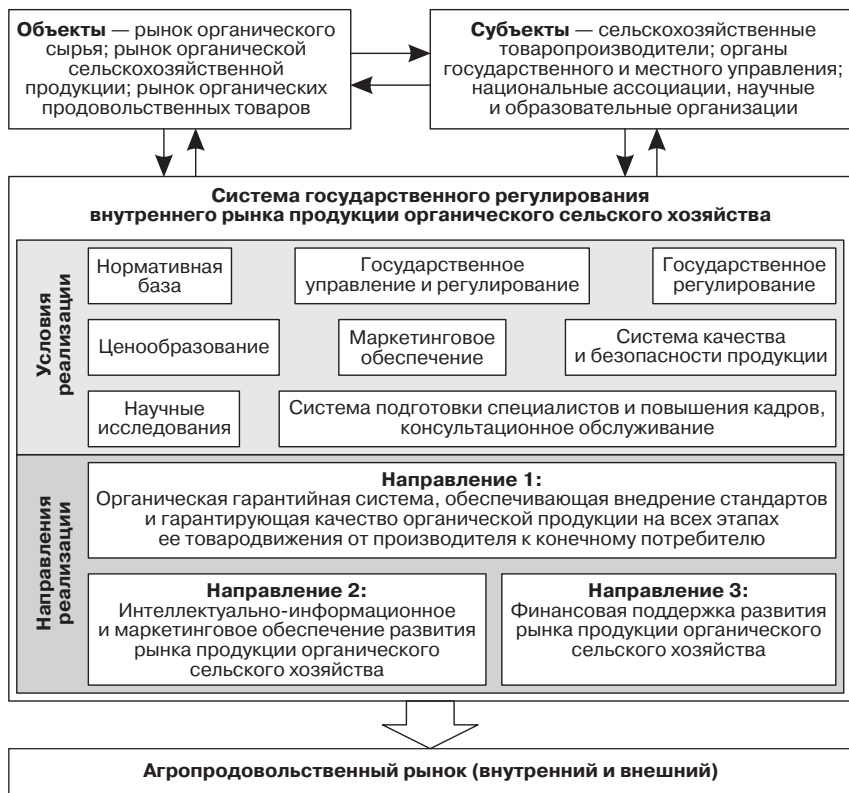 Объекты — рынок органического
сырья; рынок органической
сельскохозяйственной
продукции; рынок органических
продовольственных товаров
Субъекты — сельскохозяйственные
товаропроизводители; органы
государственного и местного управления;
национальные ассоциации, научные
и образовательные организации
Система государственного регулирования
внутреннего рынка продукции органического сельского хозяйства
Условия
реализации
Нормативная
база
Государственное
управление и регулирование
Государственное
регулирование
Ценообразование
Маркетинговое
обеспечение
Система качества
и безопасности продукции
Научные
исследования
Система подготовки специалистов и повышения кадров,
консультационное обслуживание
Направления
реализации
Направление 1:
Органическая гарантийная система, обеспечивающая внедрение стандартов
и гарантирующая качество органической продукции на всех этапах
ее товародвижения от производителя к конечному потребителю
Направление 2:
Интеллектуально-информационное
и маркетинговое обеспечение развития
рынка продукции органического
сельского хозяйства
Направление 3:
Финансовая поддержка развития
рынка продукции органического
сельского хозяйства
Агропродовольственный рынок (внутренний и внешний)